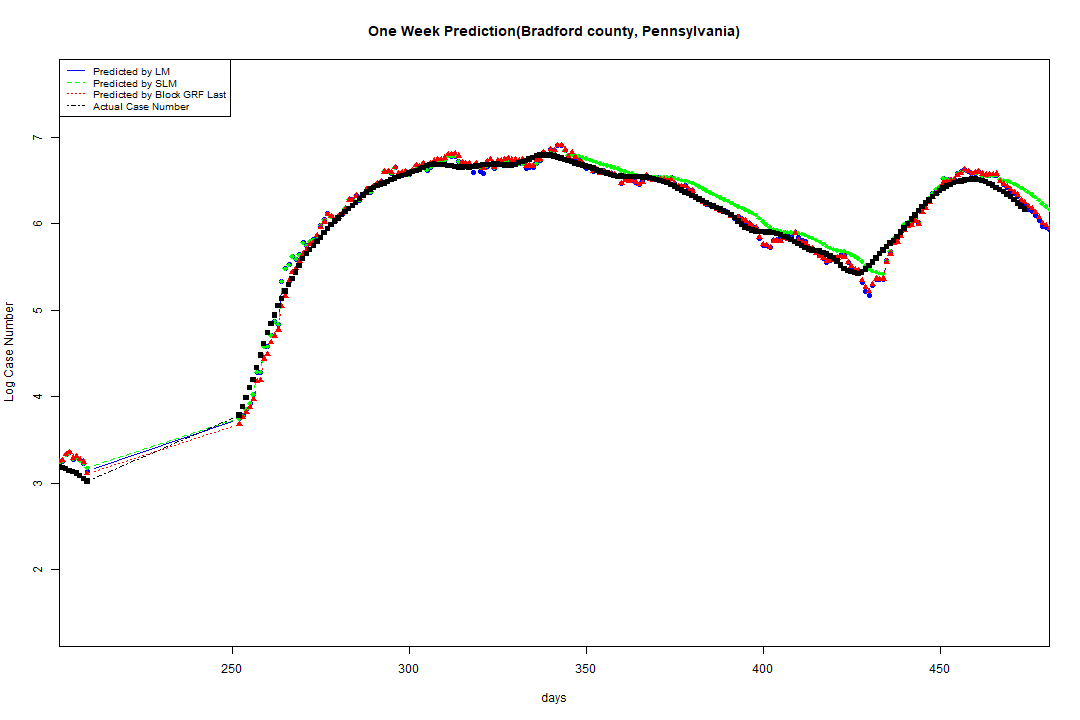 One Week Prediction(Bradford county, Pennsylvania)
Predicted by LM
Predicted by SLM
Predicted by Block GRF Last
Actual Case Number
7
6
5
4
3
2
Log Case Number
250 300 350 400 450
days